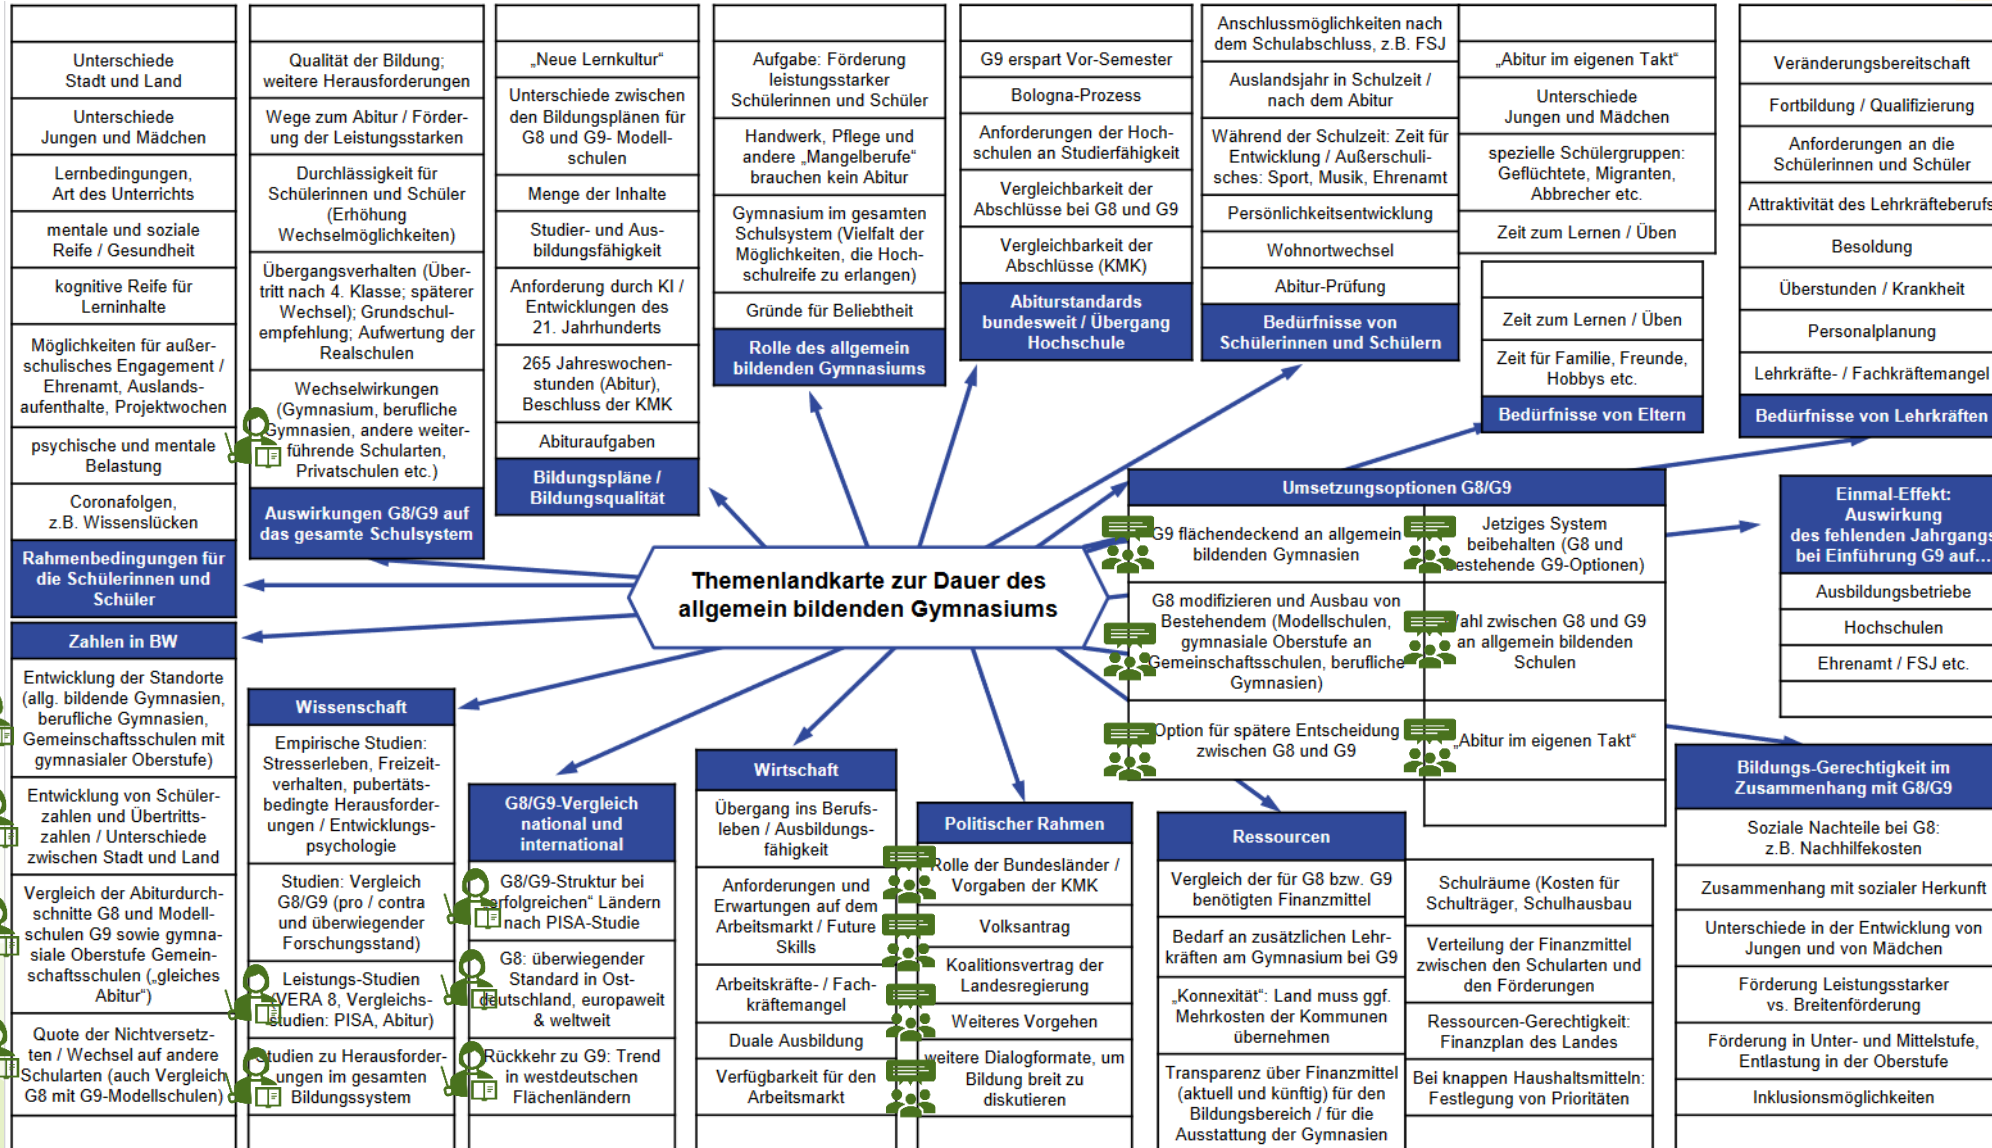 Unterschiede
Stadt und Land
Unterschiede
Jungen und Mädchen
Lernbedingungen,
Art des Unterrichts
mentale und soziale
Reife / Gesundheit
kognitive Reife für
Lerninhalte
Möglichkeiten für außer-
schulisches Engagement /
Ehrenamt, Auslands-
aufenthalte, Projektwochen
psychische und mentale
Belastung
Coronafolgen,
z.B. Wissenslücken
Rahmenbedingungen für
die Schülerinnen und
Schüler
Qualität der Bildung;
weitere Herausforderungen
Wege zum Abitur / Förder-
ung der Leistungsstarken
Durchlässigkeit für
Schülerinnen und Schüler
(Erhöhung
Wechselmöglichkeiten)
Übergangsverhalten (Über-
tritt nach 4. Klasse; späterer
Wechsel); Grundschul-
empfehlung; Aufwertung der
Realschulen
Wechselwirkungen
(Gymnasium, berufliche
Gymnasien, andere weiter-
führende Schularten,
Privatschulen etc.)
Auswirkungen G8/G9 auf
das gesamte Schulsystem
„Neue Lernkultur“
Unterschiede zwischen
den Bildungsplänen für
G8 und G9- Modell-
schulen
Menge der Inhalte
Studier- und Aus-
bildungsfähigkeit
Anforderung durch KI /
Entwicklungen des
21. Jahrhunderts
265 Jahreswochen-
stunden (Abitur),
Beschluss der KMK
Abituraufgaben
Bildungspläne /
Bildungsqualität
Aufgabe: Förderung
leistungsstarker
Schülerinnen und Schüler
Handwerk, Pflege und
andere „Mangelberufe“
brauchen kein Abitur
Gymnasium im gesamten
Schulsystem (Vielfalt der
Möglichkeiten, die Hoch-
schulreife zu erlangen)
Gründe für Beliebtheit
Rolle des allgemein
bildenden Gymnasiums
G9 erspart Vor-Semester
Bologna-Prozess
Anforderungen der Hoch-
schulen an Studierfähigkeit
Vergleichbarkeit der
Abschlüsse bei G8 und G9
Vergleichbarkeit der
Abschlüsse (KMK)
Abiturstandards
bundesweit / Übergang
Hochschule
Anschlussmöglichkeiten nach
dem Schulabschluss, z.B. FSJ
Auslandsjahr in Schulzeit /
nach dem Abitur
Während der Schulzeit: Zeit für
Entwicklung / Außerschuli-
sches: Sport, Musik, Ehrenamt
Persönlichkeitsentwicklung
Wohnortwechsel
Abitur-Prüfung
Bedürfnisse von
Schülerinnen und Schülern
„Abitur im eigenen Takt“
Unterschiede
Jungen und Mädchen
spezielle Schülergruppen:
Geflüchtete, Migranten,
Abbrecher etc.
Zeit zum Lernen / Üben
Zeit zum Lernen / Üben
Zeit für Familie, Freunde,
Hobbys etc.
Bedürfnisse von Eltern
Veränderungsbereitschaft
Fortbildung / Qualifizierung
Anforderungen an die
Schülerinnen und Schüler
Attraktivität des Lehrkräfteberufs
Besoldung
Überstunden / Krankheit
Personalplanung
Lehrkräfte- / Fachkräftemangel
Bedürfnisse von Lehrkräften
Themenlandkarte zur Dauer des
allgemein bildenden Gymnasiums
Umsetzungsoptionen G8/G9
G9 flächendeckend an allgemein
bildenden Gymnasien
Jetziges System
beibehalten (G8 und
bestehende G9-Optionen)
G8 modifizieren und Ausbau von
Bestehendem (Modellschulen,
gymnasiale Oberstufe an
Gemeinschaftsschulen, berufliche
Gymnasien)
Wahl zwischen G8 und G9
an allgemein bildenden
Schulen
Option für spätere Entscheidung
zwischen G8 und G9
„Abitur im eigenen Takt“
Einmal-Effekt:
Auswirkung
des fehlenden Jahrgangs
bei Einführung G9 auf...
Ausbildungsbetriebe
Hochschulen
Ehrenamt / FSJ etc.
Zahlen in BW
Entwicklung der Standorte
(allg. bildende Gymnasien,
berufliche Gymnasien,
Gemeinschaftsschulen mit
gymnasialer Oberstufe)
Entwicklung von Schüler-
zahlen und Übertritts-
zahlen / Unterschiede
zwischen Stadt und Land
Vergleich der Abiturdurch-
schnitte G8 und Modell-
schulen G9 sowie gymna-
siale Oberstufe Gemein-
schaftsschulen („gleiches
Abitur“)
Quote der Nichtversetz-
ten / Wechsel auf andere
Schularten (auch Vergleich
G8 mit G9-Modellschulen)
Wissenschaft
Empirische Studien:
Stresserleben, Freizeit-
verhalten, pubertäts-
bedingte Herausforder-
ungen / Entwicklungs-
psychologie
Studien: Vergleich
G8/G9 (pro / contra
und überwiegender
Forschungsstand)
Leistungs-Studien
(VERA 8, Vergleichs-
studien: PISA, Abitur)
Studien zu Herausforder-
ungen im gesamten
Bildungssystem
G8/G9-Vergleich
national und
international
G8/G9-Struktur bei
„erfolgreichen“ Ländern
nach PISA-Studie
G8: überwiegender
Standard in Ost-
deutschland, europaweit
& weltweit
Rückkehr zu G9: Trend
in westdeutschen
Flächenländern
Wirtschaft
Übergang ins Berufs-
leben / Ausbildungs-
fähigkeit
Anforderungen und
Erwartungen auf dem
Arbeitsmarkt / Future
Skills
Arbeitskräfte- / Fach-
kräftemangel
Duale Ausbildung
Verfügbarkeit für den
Arbeitsmarkt
Politischer Rahmen
Rolle der Bundesländer /
Vorgaben der KMK
Volksantrag
Koalitionsvertrag der
Landesregierung
Weiteres Vorgehen
weitere Dialogformate, um
Bildung breit zu
diskutieren
Ressourcen
Vergleich der für G8 bzw. G9
benötigten Finanzmittel
Bedarf an zusätzlichen Lehr-
kräften am Gymnasium bei G9
„Konnexität“: Land muss ggf.
Mehrkosten der Kommunen
übernehmen
Transparenz über Finanzmittel
(aktuell und künftig) für den
Bildungsbereich / für die
Ausstattung der Gymnasien
Schulräume (Kosten für
Schulträger, Schulhausbau
Verteilung der Finanzmittel
zwischen den Schularten und
den Förderungen
Ressourcen-Gerechtigkeit:
Finanzplan des Landes
Bei knappen Haushaltsmitteln:
Festlegung von Prioritäten
Bildungs-Gerechtigkeit im
Zusammenhang mit G8/G9
Soziale Nachteile bei G8:
z.B. Nachhilfekosten
Zusammenhang mit sozialer Herkunft
Unterschiede in der Entwicklung von
Jungen und von Mädchen
Förderung Leistungsstarker
vs. Breitenförderung
Förderung in Unter- und Mittelstufe,
Entlastung in der Oberstufe
Inklusionsmöglichkeiten